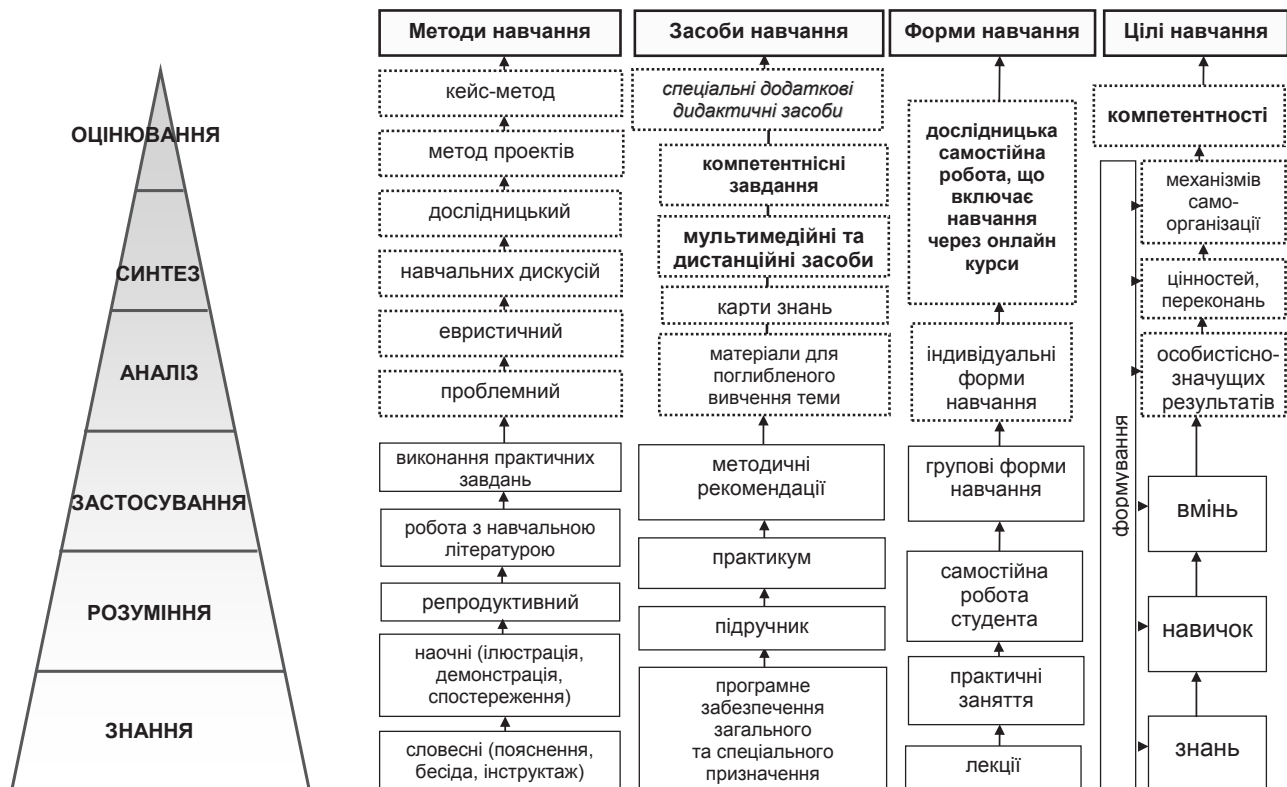 ОЦІНЮВАННЯ
СИНТЕЗ
АНАЛІЗ
ЗАСТОСУВАННЯ
РОЗУМІННЯ
ЗНАННЯ
Методи навчання
кейс-метод
метод проектів
дослідницький
навчальних дискусій
евристичний
проблемний
виконання практичних
завдань
робота з навчальною
літературою
репродуктивний
наочні (ілюстрація,
демонстрація,
спостереження)
словесні (пояснення,
бесіда, інструктаж)
Засоби навчання
спеціальні додаткові
дидактичні засоби
компетентнісні
завдання
мультимедійні та
дистанційні засоби
карти знань
матеріали для
поглибленого
вивчення теми
методичні
рекомендації
практикум
підручник
програмне
забезпечення
загального
та спеціального
призначення
Форми навчання
дослідницька
самостійна
робота, що
включає
навчання
через онлайн
курси
індивідуальні
форми
навчання
групові форми
навчання
самостійна
робота
студента
практичні
заняття
лекції
Цілі навчання
компетентності
формування
механізмів
само-
організації
цінностей,
переконань
особистісно-
значущих
результатів
вмінь
навичок
знань